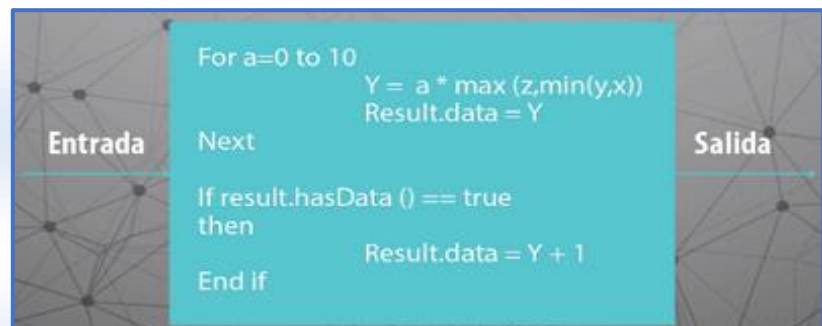 For a=0 to 10
Y = a * max (z,min(y,x))
Result.data = Y
Entrada
Next
Salida
If result.hasData () == true
then
Result.data = Y + 1
End if